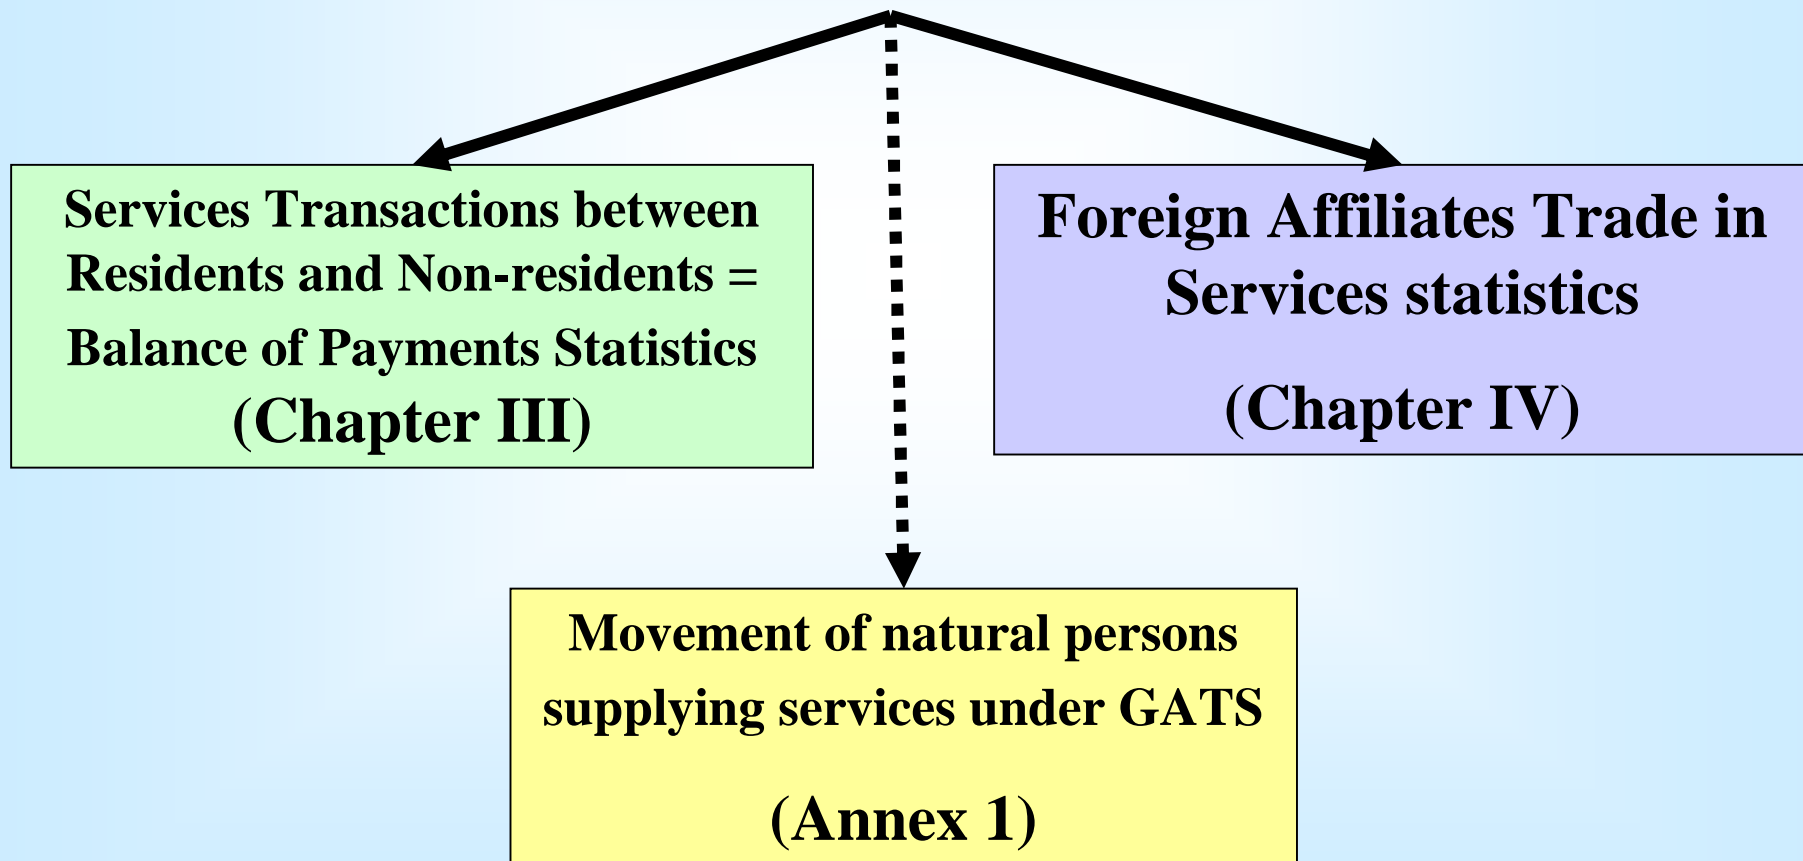 Services Transactions between
Residents and Non-residents =
Balance of Payments Statistics
(Chapter III)
Foreign Affiliates Trade in
Services statistics
(Chapter IV)
Movement of natural persons
supplying services under GATS
(Annex 1)